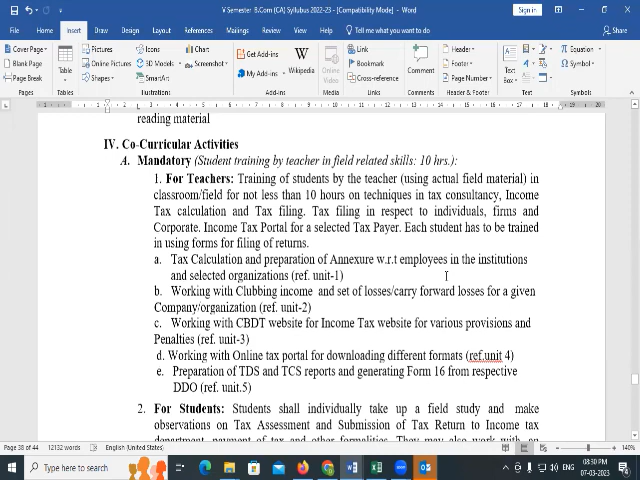 V Semester B.Com (CA) Syllabus 2022-23 [Compatibility Mode] - Word
Sign in
File Home Insert Draw Design Layout References Mailings Review View Help Tell me what you want to do Share
Cover Page
Blank Page
Page Break
Pages
Table
Tables
Pictures
Online Pictures
Shapes
Icons
3D Models
SmartArt
Chart
Screenshot
Illustrations
Get Add-ins
My Add-ins
Wikipedia
Add-ins
Online
Video
Media
Link
Bookmark
Cross-reference
Links
Comment
Comments
Header
Footer
Page Number
Header & Footer
Text
Box
Text
Equation
Symbol
Symbols
reading material
IV. Co-Curricular Activities
A. Mandatory (Student training by teacher in field related skills: 10 hrs.):
1. For Teachers: Training of students by the teacher (using actual field material) in
classroom/field for not less than 10 hours on techniques in tax consultancy, Income
Tax calculation and Tax filing. Tax filing in respect to individuals, firms and
Corporate. Income Tax Portal for a selected Tax Payer. Each student has to be trained
in using forms for filing of returns.
a. Tax Calculation and preparation of Annexure w.r.t employees in the institutions
and selected organizations (ref. unit-1)
b. Working with Clubbing income and set of losses/carry forward losses for a given
Company/organization (ref. unit-2)
c. Working with CBDT website for Income Tax website for various provisions and
Penalties (ref. unit-3)
d. Working with Online tax portal for downloading different formats (ref.unit 4)
e. Preparation of TDS and TCS reports and generating Form 16 from respective
DDO (ref. unit.5)
2. For Students: Students shall individually take up a field study and make
observations on Tax Assessment and Submission of Tax Return to Income tax
department, payment of tax and other formalities. They may also work with an
Page 38 of 44 12132 words English (United States) 140%
Type here to search
ENG
08:30 PM
07-03-2023